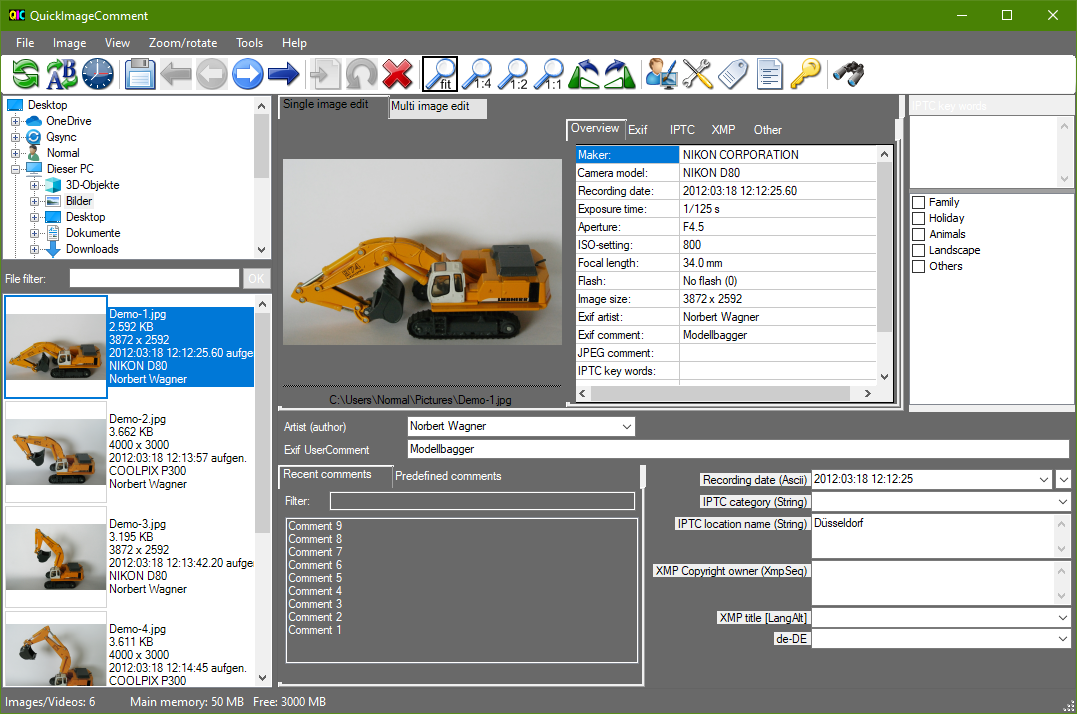 QIC QuickImageComment
File Image View Zoom/rotate Tools Help
A B fit 1:4 1:2 1:1
Desktop
OneDrive
Qsync
Normal
Dieser PC
3D-Objekte
Bilder
Desktop
Dokumente
Downloads
File filter: OK
Demo-1.jpg
2.592 KB
3872 x 2592
2012:03:18 12:12:25.60 aufge
NIKON D80
Norbert Wagner
Demo-2.jpg
3.662 KB
4000 x 3000
2012:03:18 12:13:57 aufgen.
COOLPIX P300
Norbert Wagner
Demo-3.jpg
3.195 KB
3872 x 2592
2012:03:18 12:13:42.20 aufge
NIKON D80
Norbert Wagner
Demo-4.jpg
3.611 KB
4000 x 3000
2012:03:18 12:14:45 aufgen.
COOLPIX P300
Single image edit Multi image edit
LIEBHERR
974
C:\Users\Normal\Pictures\Demo-1.jpg
Overview Exif IPTC XMP Other
Maker: NIKON CORPORATION
Camera model: NIKON D80
Recording date: 2012:03:18 12:12:25.60
Exposure time: 1/125 s
Aperture: F4.5
ISO-setting: 800
Focal length: 34.0 mm
Flash: No flash (0)
Image size: 3872 x 2592
Exif artist: Norbert Wagner
Exif comment: Modellbagger
JPEG comment:
IPTC key words:
IPTC key words
Family
Holiday
Animals
Landscape
Others
Artist (author) Norbert Wagner
Exif UserComment Modellbagger
Recent comments Predefined comments
Filter:
Comment 9
Comment 8
Comment 7
Comment 6
Comment 5
Comment 4
Comment 3
Comment 2
Comment 1
Recording date (Ascii) 2012:03:18 12:12:25
IPTC category (String)
IPTC location name (String) Düsseldorf
XMP Copyright owner (XmpSeq)
XMP title [LangAlt]
de-DE
Images/Videos: 6 Main memory: 50 MB Free: 3000 MB